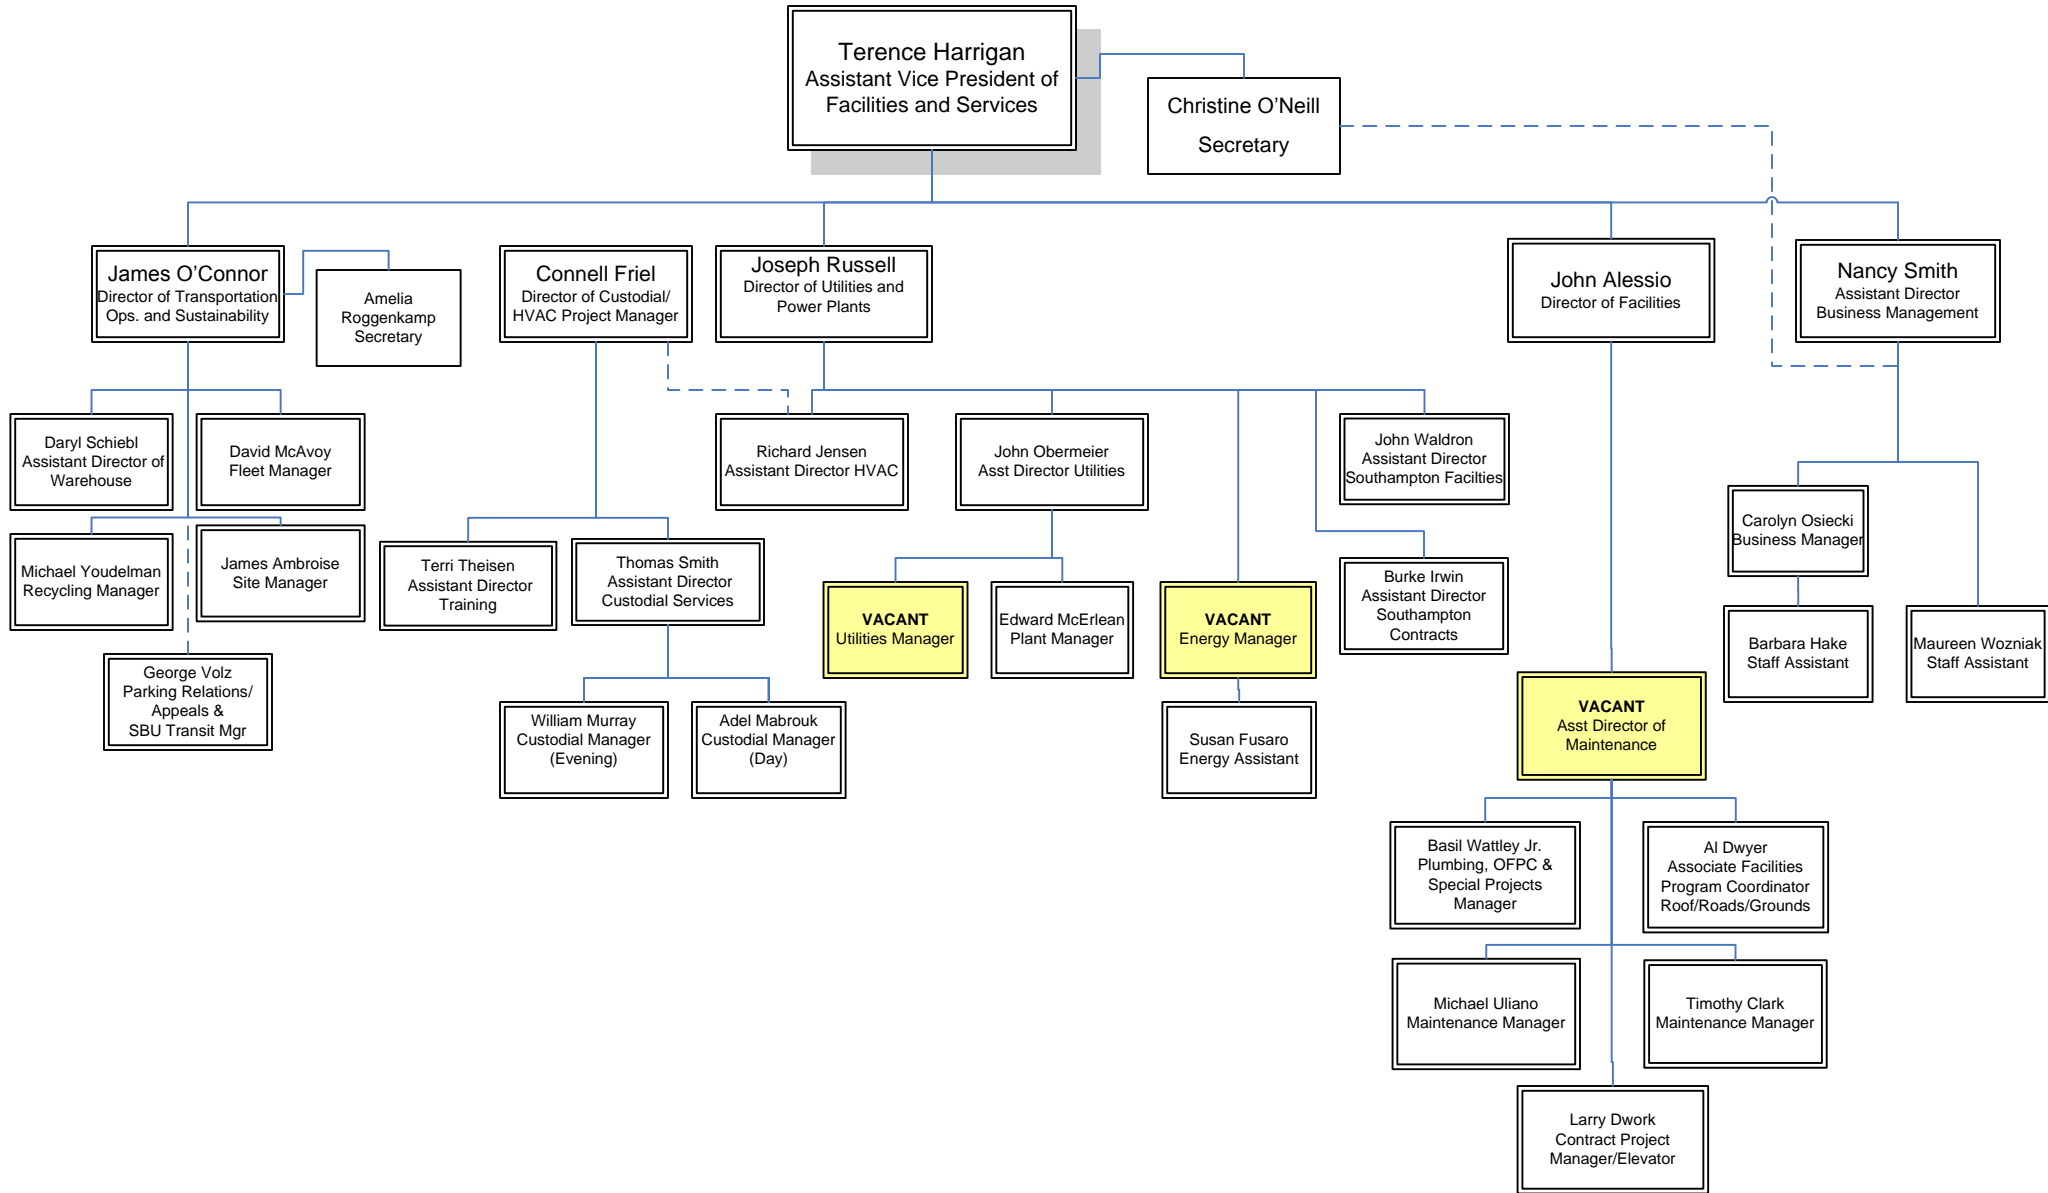 Terence Harrigan
Assistant Vice President of
Facilities and Services
Christine O’Neill
Secretary
James O’Connor
Director of Transportation
Ops. and Sustainability
Amelia
Roggenkamp
Secretary
Connell Friel
Director of Custodial/
HVAC Project Manager
Joseph Russell
Director of Utilities and
Power Plants
John Alessio
Director of Facilities
Nancy Smith
Assistant Director
Business Management
Daryl Schiebl
Assistant Director of
Warehouse
David McAvoy
Fleet Manager
Richard Jensen
Assistant Director HVAC
John Obermeier
Asst Director Utilities
John Waldron
Assistant Director
Southampton Facilties
Carolyn Osiecki
Business Manager
Michael Youdelman
Recycling Manager
James Ambroise
Site Manager
Terri Theisen
Assistant Director
Training
Thomas Smith
Assistant Director
Custodial Services
VACANT
Utilities Manager
Edward McErlean
Plant Manager
VACANT
Energy Manager
Burke Irwin
Assistant Director
Southampton
Contracts
Barbara Hake
Staff Assistant
Maureen Wozniak
Staff Assistant
George Volz
Parking Relations/
Appeals &
SBU Transit Mgr
William Murray
Custodial Manager
(Evening)
Adel Mabrouk
Custodial Manager
(Day)
Susan Fusaro
Energy Assistant
VACANT
Asst Director of
Maintenance
Basil Wattley Jr.
Plumbing, OFPC &
Special Projects
Manager
Al Dwyer
Associate Facilities
Program Coordinator
Roof/Roads/Grounds
Michael Uliano
Maintenance Manager
Timothy Clark
Maintenance Manager
Larry Dwork
Contract Project
Manager/Elevator